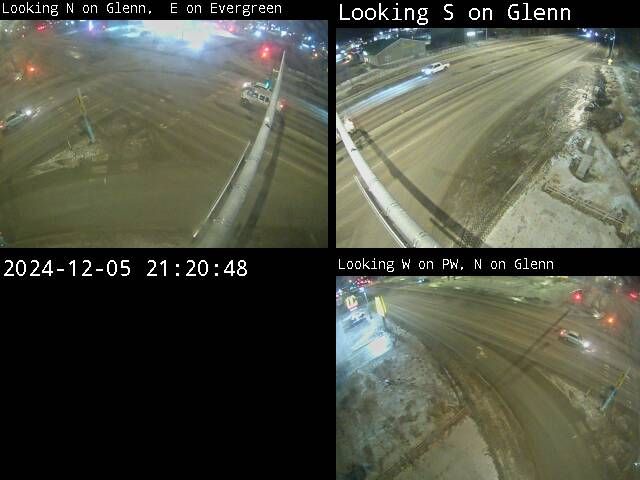 Looking N on Glenn,  E on Evergreen
Looking S on Glenn
2024-12-05 21:20:48
Looking W on PW, N on Glenn